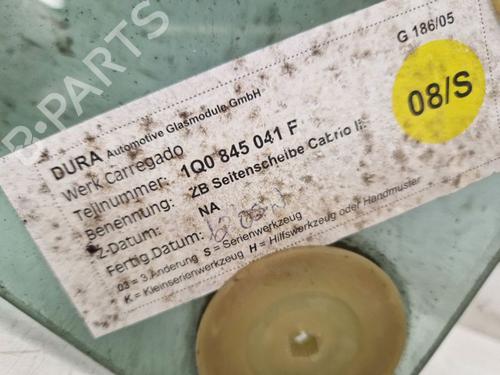 G 186/05
08/S
DURA Automotive Glasmodule GmbH
Werk Carregado
Teilnummer: 1Q0 845 041 F
Benennung: ZB Seitenscheibe Cabrio
Z-Datum: NA
Fertig.Datum:
03 = 3.Änderung S = Serienwerkzeug
K = Kleinserienwerkzeug H = Hilfswerkzeug oder Handmuster
B-PARTS